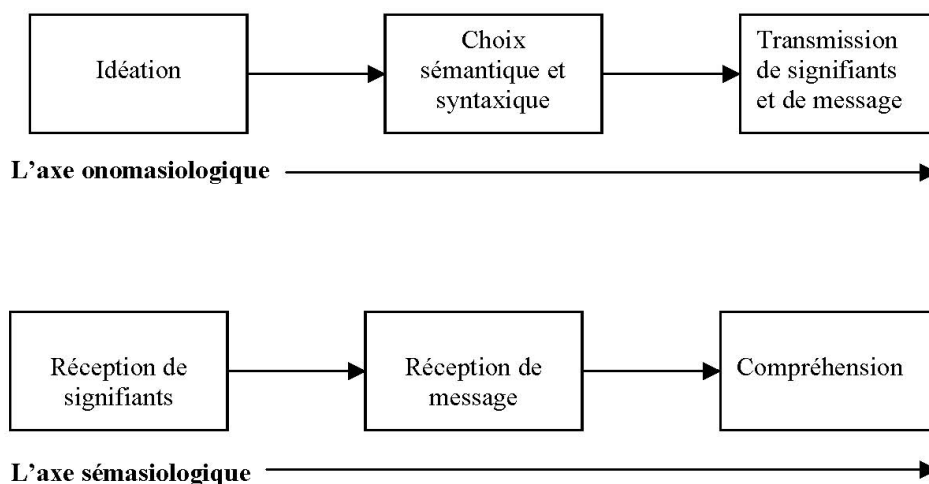 Idéation
Choix
sémantique et
syntaxique
Transmission
de signifiants
et de message
L'axe onomasiologique
Réception de
signifiants
Réception de
message
Compréhension
L'axe sémasiologique